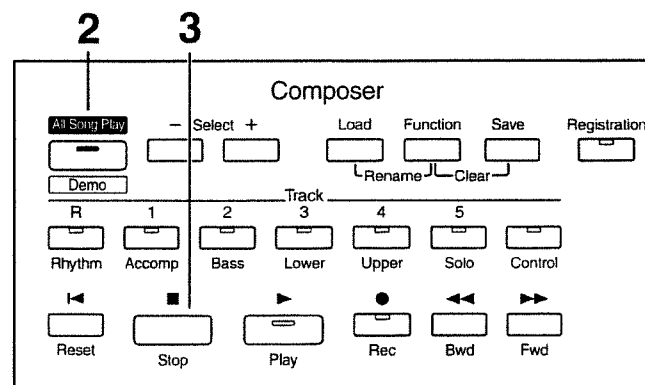 2 3
Composer
All Song Play - Select + Load Function Save Registration
Demo Rename Clear
Track
R 1 2 3 4 5
Rhythm Accomp Bass Lower Upper Solo Control
Reset Stop Play Rec Bwd Fwd